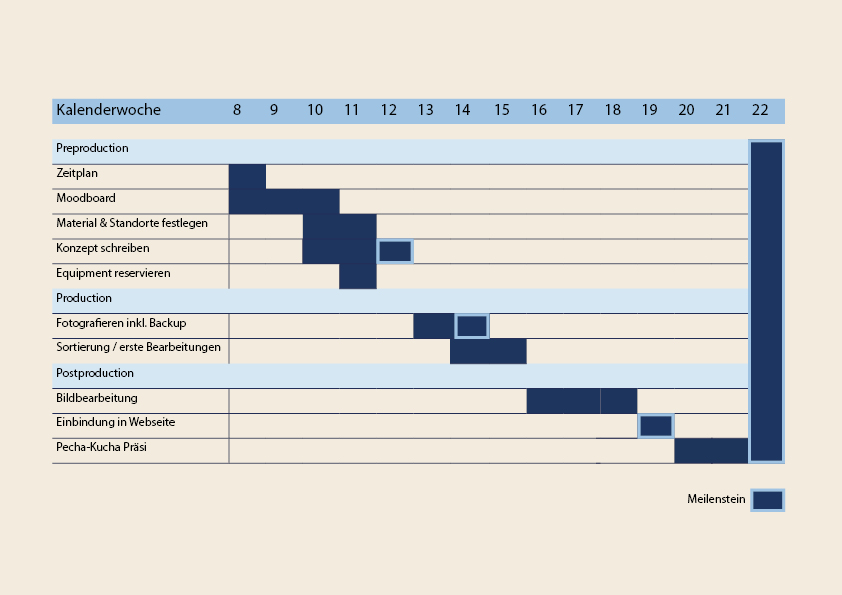 Kalenderwoche 8 9 10 11 12 13 14 15 16 17 18 19 20 21 22
Preproduction
Zeitplan
Moodboard
Material & Standorte festlegen
Konzept schreiben
Equipment reservieren
Production
Fotografieren inkl. Backup
Sortierung / erste Bearbeitungen
Postproduction
Bildbearbeitung
Einbindung in Webseite
Pecha-Kucha Präsi
Meilenstein